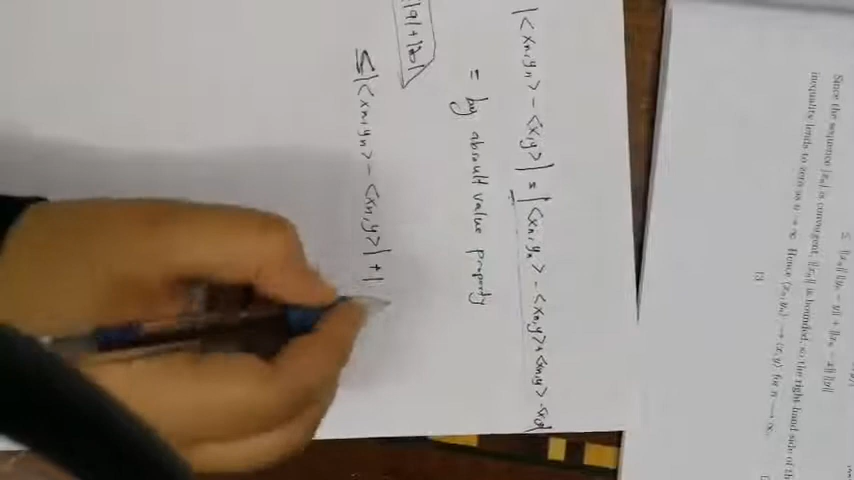 |<xn,yn> - <x,y>| = |<xn,yn> - <xn,y> + <xn,y> - <x,y>|
= by absoult value property
|a|+|b|
≤ |<xn,yn> - <xn,y>| + |
≤ ||xn|| ||yn − y|| + ||xn − x|| ||y||
Since the sequence ||xn|| is convergent, ||xn|| is bounded, so the right hand side of
inequality tends to zero as n → ∞. Hence (xn, yn) → (x, y) for n → ∞.
13